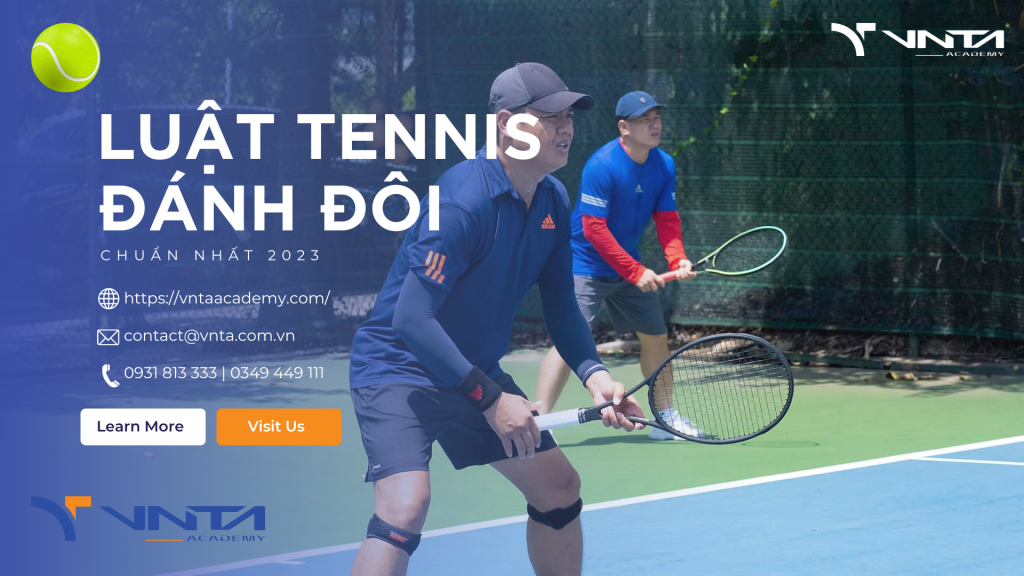 VNTA
ACADEMY
LUẬT TENNIS
ĐÁNH ĐÔI
CHUẨN NHẤT 2023
https://vntaacademy.com/
contact@vnta.com.vn
0931 813 333 | 0349 449 111
Learn More
Visit Us
VNTA
ACADEMY
adidas